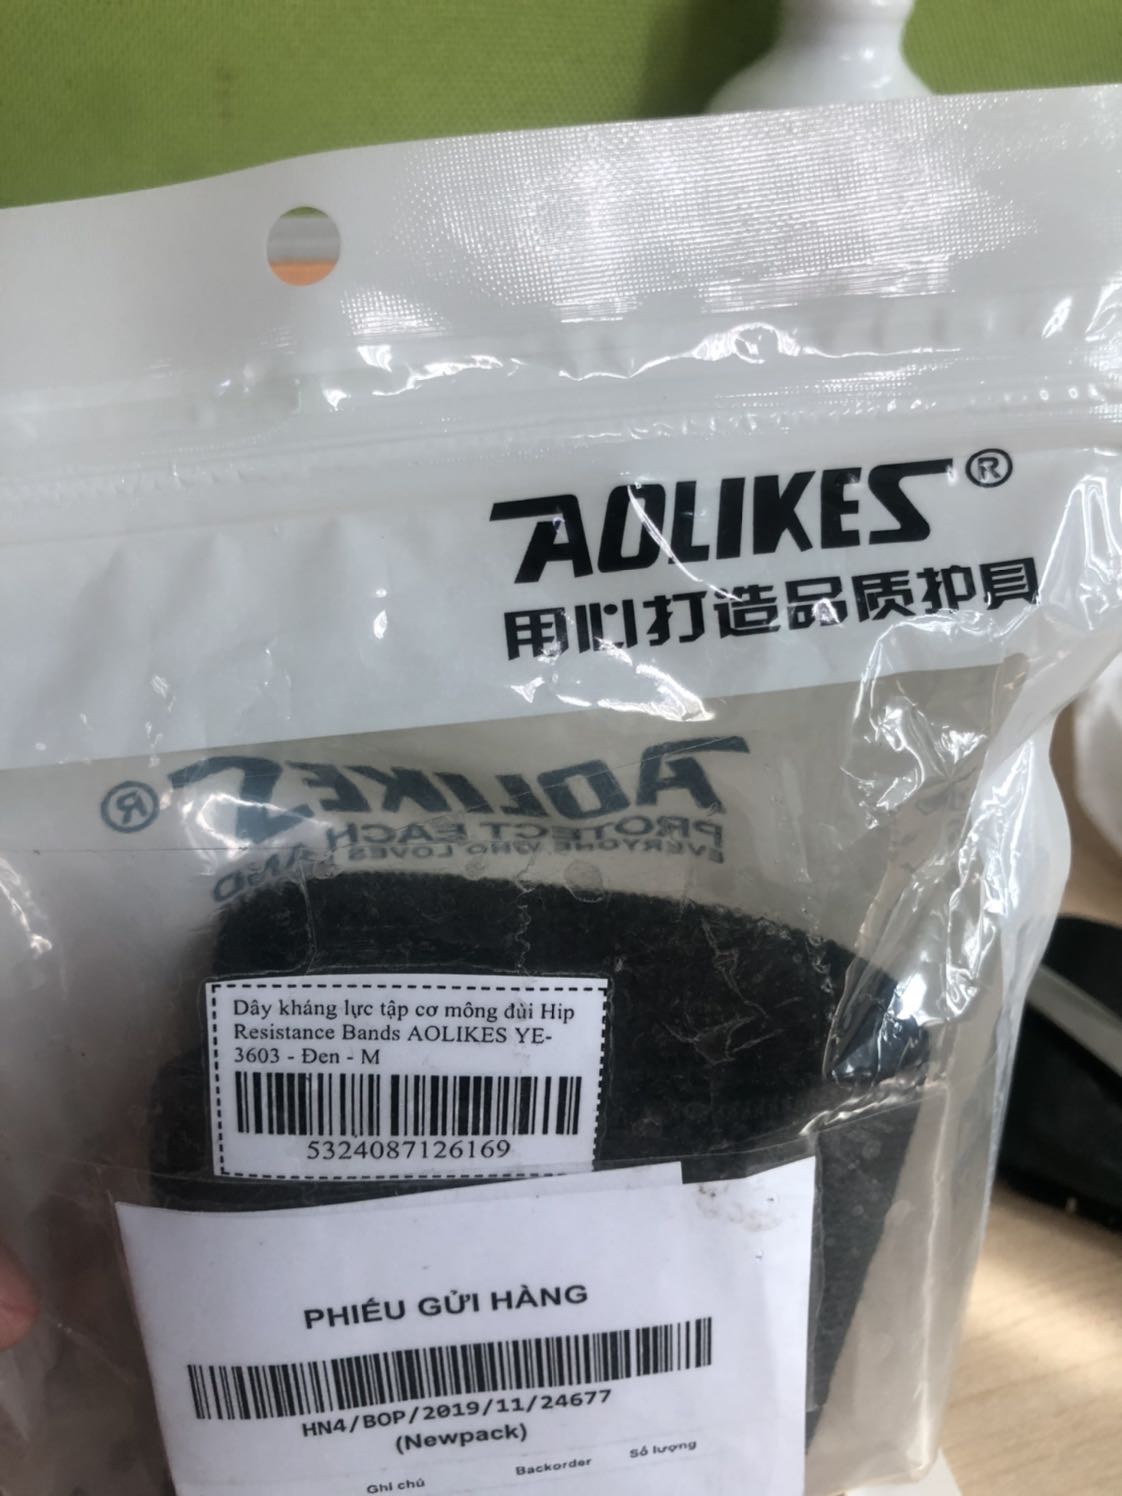 AOLIKES®
用心打造品质护具
AOLIKES®
PROTECT EACH AND
EVERYONE WHO LOVES
Dây kháng lực tập cơ mông đùi Hip
Resistance Bands AOLIKES YE-
3603 - Đen - M
5324087126169
PHIẾU GỬI HÀNG
HN4/BOP/2019/11/24677
(Newpack)
Ghi chú Backorder Số lượng